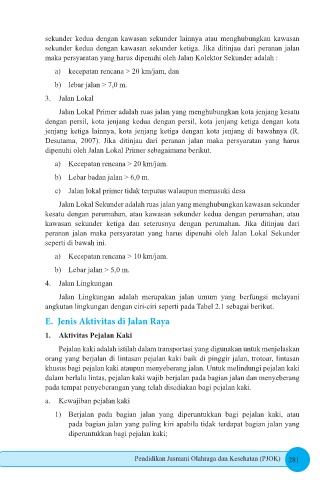 sekunder kedua dengan kawasan sekunder lainnya atau menghubungkan kawasan
sekunder kedua dengan kawasan sekunder ketiga. Jika ditinjau dari peranan jalan
maka persyaratan yang harus dipenuhi oleh Jalan Kolektor Sekunder adalah :
a) kecepatan rencana > 20 km/jam, dan
b) lebar jalan > 7,0 m.
3. Jalan Lokal
Jalan Lokal Primer adalah ruas jalan yang menghubungkan kota jenjang kesatu
dengan persil, kota jenjang kedua dengan persil, kota jenjang ketiga dengan kota
jenjang ketiga lainnya, kota jenjang ketiga dengan kota jenjang di bawahnya (R.
Desutama, 2007). Jika ditinjau dari peranan jalan maka persyaratan yang harus
dipenuhi oleh Jalan Lokal Primer sebagaimana berikut.
a) Kecepatan rencana > 20 km/jam.
b) Lebar badan jalan > 6,0 m.
c) Jalan lokal primer tidak terputus walaupun memasuki desa
Jalan Lokal Sekunder adalah ruas jalan yang menghubungkan kawasan sekunder
kesatu dengan perumahan, atau kawasan sekunder kedua dengan perumahan, atau
kawasan sekunder ketiga dan seterusnya dengan perumahan. Jika ditinjau dari
peranan jalan maka persyaratan yang harus dipenuhi oleh Jalan Lokal Sekunder
seperti di bawah ini.
a) Kecepatan rencana > 10 km/jam.
b) Lebar jalan > 5,0 m.
4. Jalan Lingkungan
Jalan Lingkungan adalah merupakan jalan umum yang berfungsi melayani
angkutan lingkungan dengan ciri-ciri seperti pada Tabel 2.1 sebagai berikut.
E. Jenis Aktivitas di Jalan Raya
1. Aktivitas Pejalan Kaki
Pejalan kaki adalah istilah dalam transportasi yang digunakan untuk menjelaskan
orang yang berjalan di lintasan pejalan kaki baik di pinggir jalan, trotoar, lintasan
khusus bagi pejalan kaki ataupun menyeberang jalan. Untuk melindungi pejalan kaki
dalam berlalu lintas, pejalan kaki wajib berjalan pada bagian jalan dan menyeberang
pada tempat penyeberangan yang telah disediakan bagi pejalan kaki.
a. Kewajiban pejalan kaki
1) Berjalan pada bagian jalan yang diperuntukkan bagi pejalan kaki, atau
pada bagian jalan yang paling kiri apabila tidak terdapat bagian jalan yang
diperuntukkan bagi pejalan kaki;
Pendidikan Jasmani Olahraga dan Kesehatan (PJOK) 281